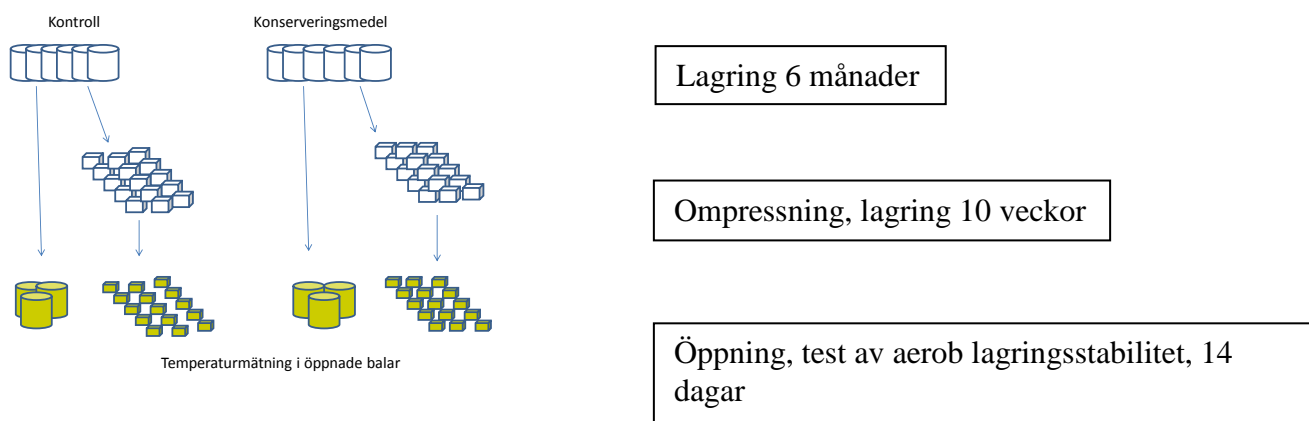 Kontroll
Konserveringsmedel
Lagring 6 månader
Ompressning, lagring 10 veckor
Öppning, test av aerob lagringsstabilitet, 14
dagar
Temperaturmätning i öppnade balar